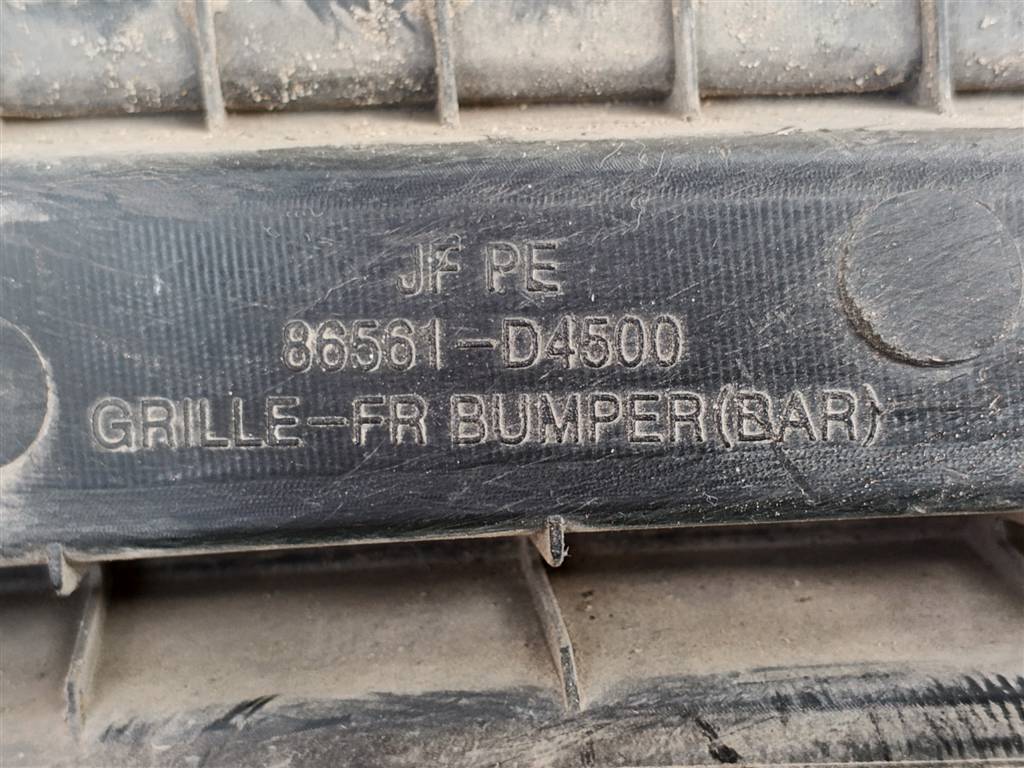 JF PE
86561-D4500
GRILLE-FR BUMPER(BAR)